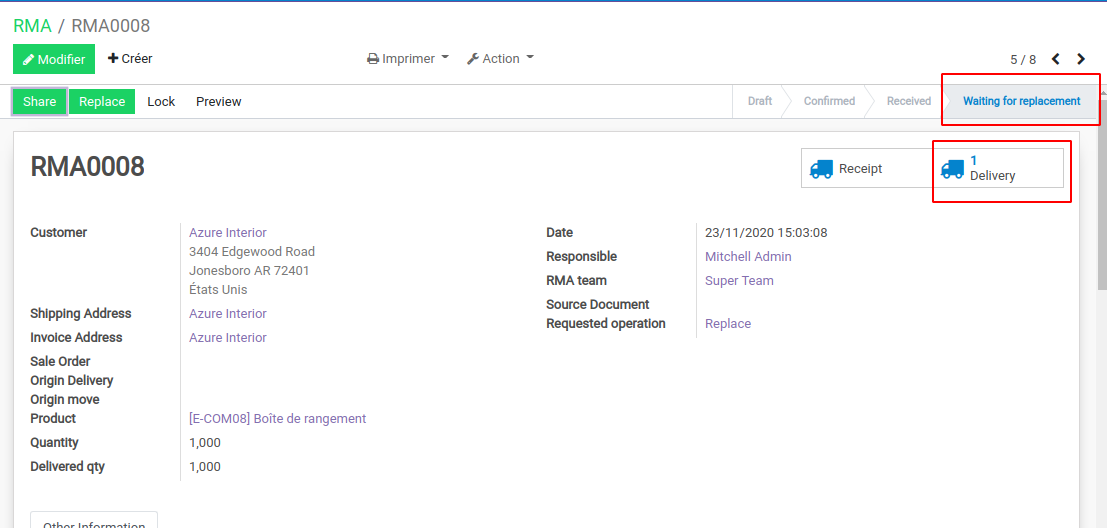 RMA / RMA0008
Modifier
Créer
Imprimer
Action
5 / 8
Share
Replace
Lock
Preview
Draft
Confirmed
Received
Waiting for replacement
RMA0008
Receipt
1
Delivery
Customer
Azure Interior
3404 Edgewood Road
Jonesboro AR 72401
États Unis
Shipping Address
Azure Interior
Invoice Address
Azure Interior
Sale Order
Origin Delivery
Origin move
Product
[E-COM08] Boîte de rangement
Quantity
1,000
Delivered qty
1,000
Date
23/11/2020 15:03:08
Responsible
Mitchell Admin
RMA team
Super Team
Source Document
Requested operation
Replace
Other Information